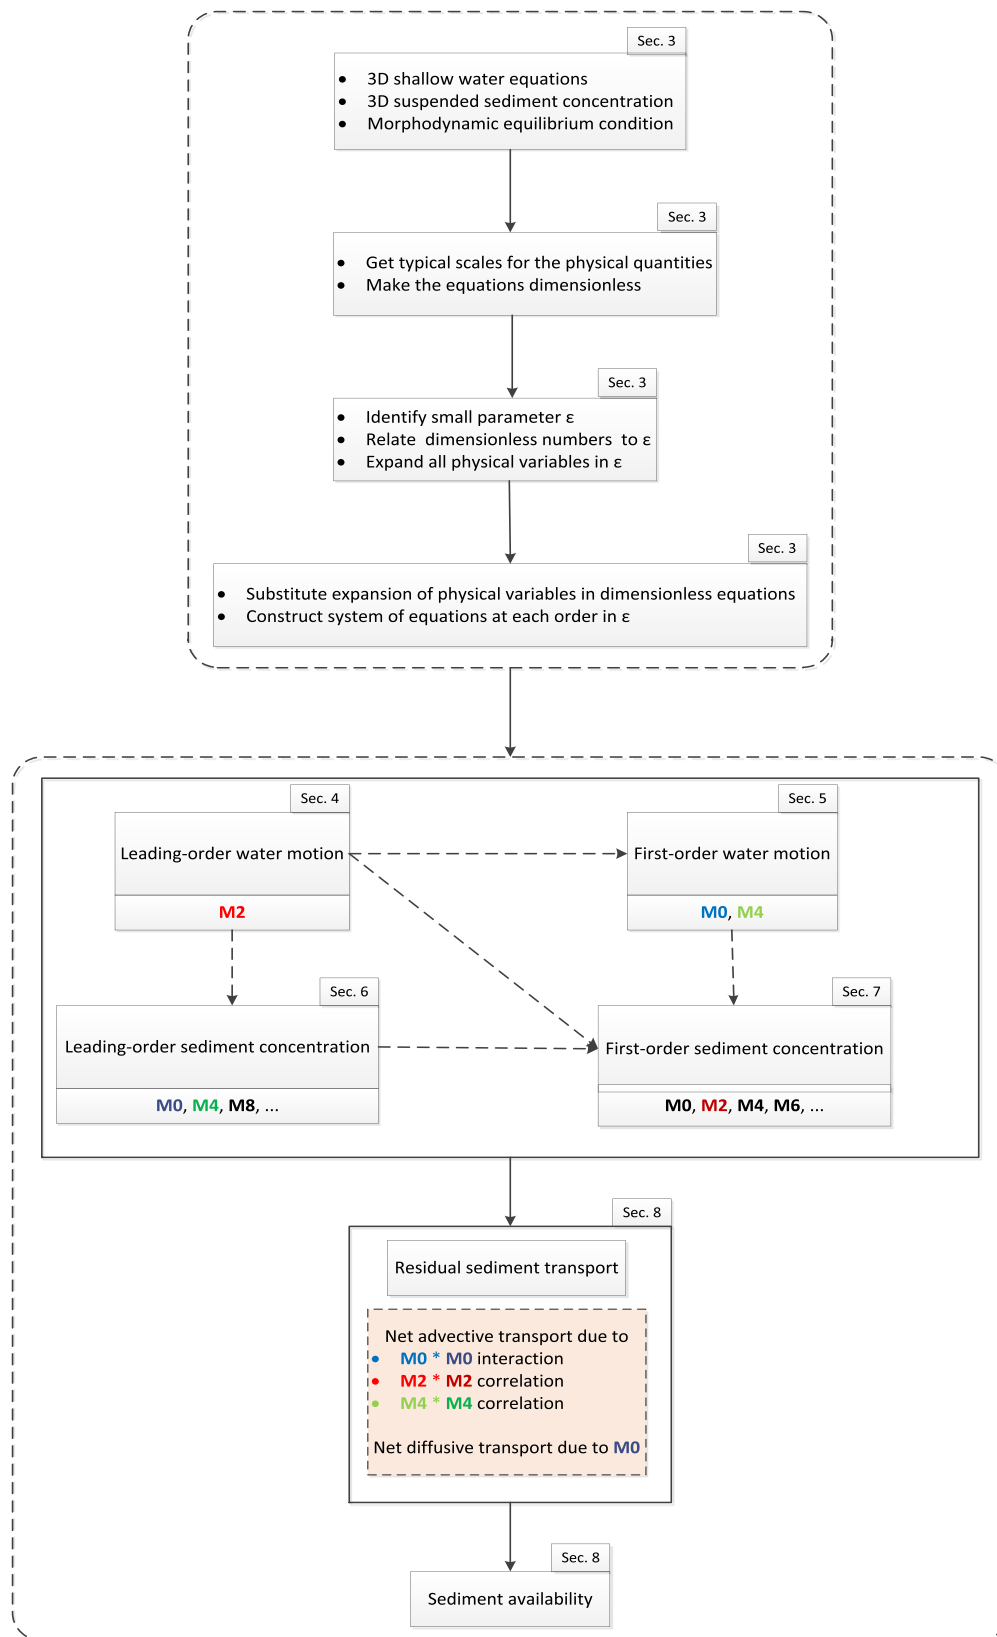 Sec. 3
• 3D shallow water equations
• 3D suspended sediment concentration
• Morphodynamic equilibrium condition
Sec. 3
• Get typical scales for the physical quantities
• Make the equations dimensionless
Sec. 3
• Identify small parameter ε
• Relate dimensionless numbers to ε
• Expand all physical variables in ε
Sec. 3
• Substitute expansion of physical variables in dimensionless equations
• Construct system of equations at each order in ε
Sec. 4
Leading-order water motion
M2
Sec. 5
First-order water motion
M0, M4
Sec. 6
Leading-order sediment concentration
M0, M4, M8, ...
Sec. 7
First-order sediment concentration
M0, M2, M4, M6, ...
Sec. 8
Residual sediment transport
Net advective transport due to
• M0 * M0 interaction
• M2 * M2 correlation
• M4 * M4 correlation
Net diffusive transport due to M0
Sec. 8
Sediment availability